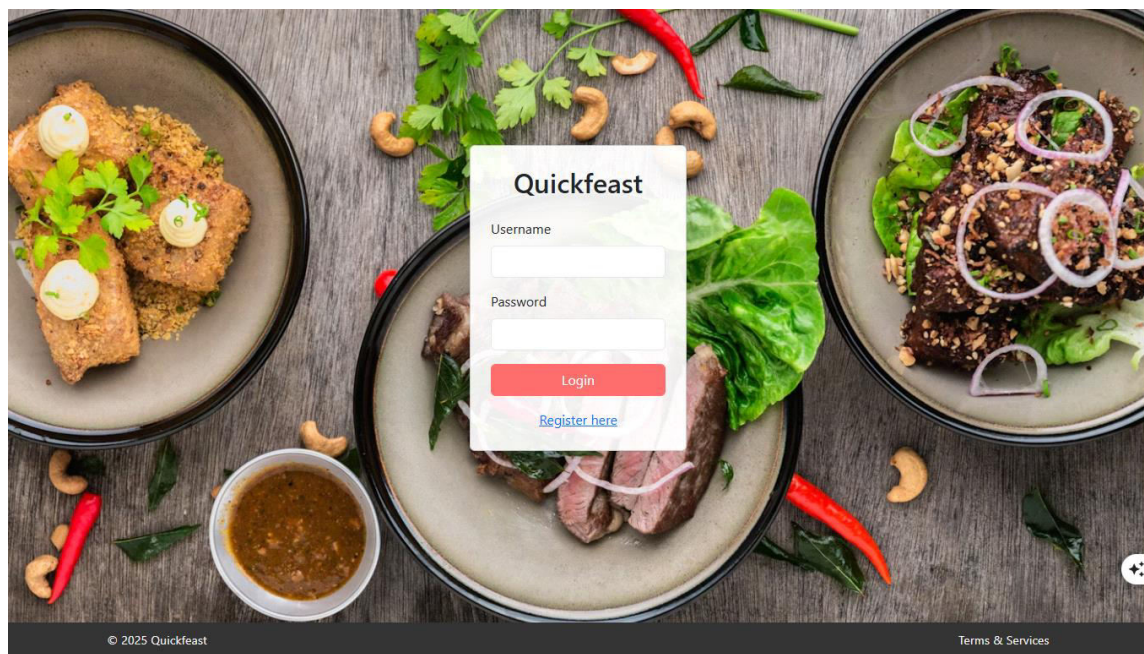 Quickfeast
Username
Password
Login
Register here
© 2025 Quickfeast
Terms & Services